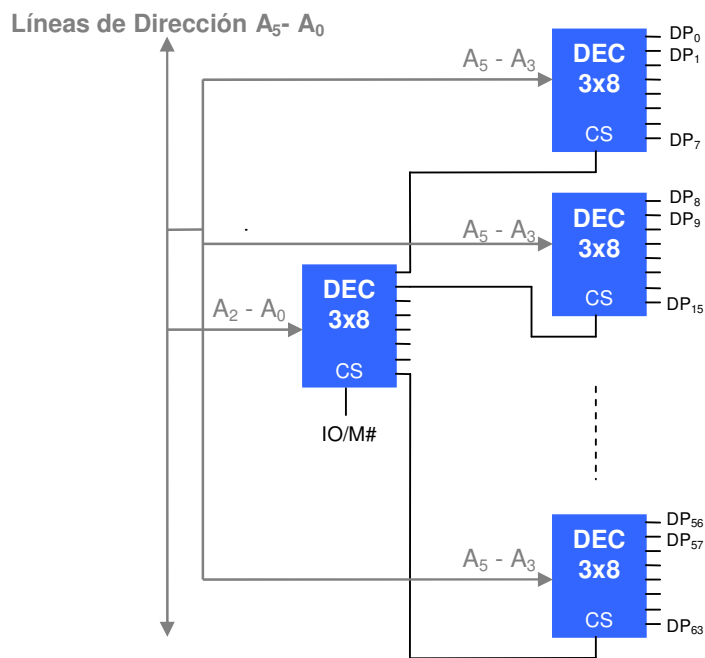 Líneas de Dirección A₅- A₀
A₅ - A₃
DEC
3x8
CS
DP₀
DP₁
DP₇
A₅ - A₃
DEC
3x8
CS
DP₈
DP₉
DP₁₅
A₂ - A₀
DEC
3x8
CS
IO/M#
A₅ - A₃
DEC
3x8
CS
DP₅₆
DP₅₇
DP₆₃